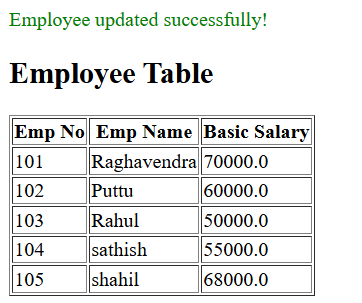 Employee updated successfully!
Employee Table
Emp No Emp Name Basic Salary
101 Raghavendra 70000.0
102 Puttu 60000.0
103 Rahul 50000.0
104 sathish 55000.0
105 shahil 68000.0